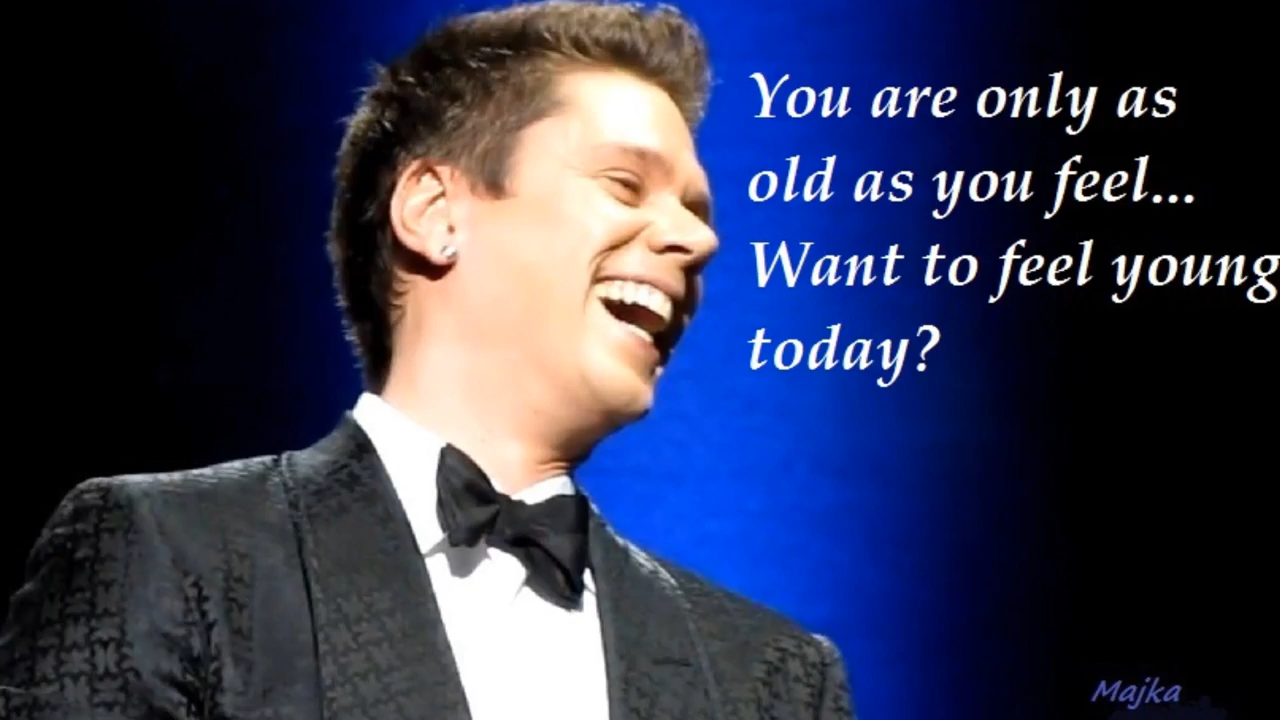 You are only as
old as you feel...
Want to feel young
today?
Majka